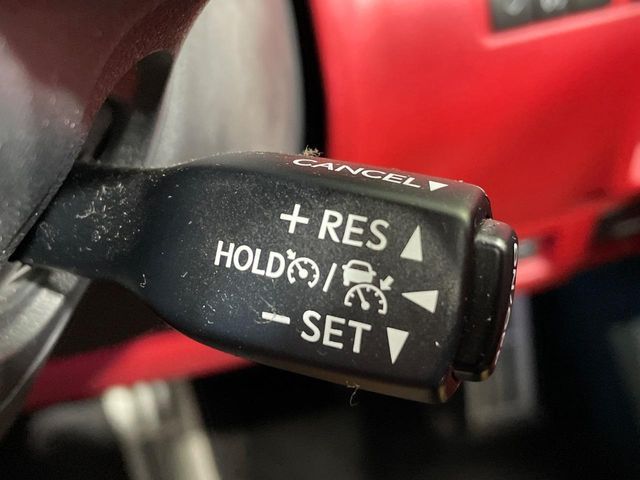 CANCEL
+ RES
HOLD /
- SET